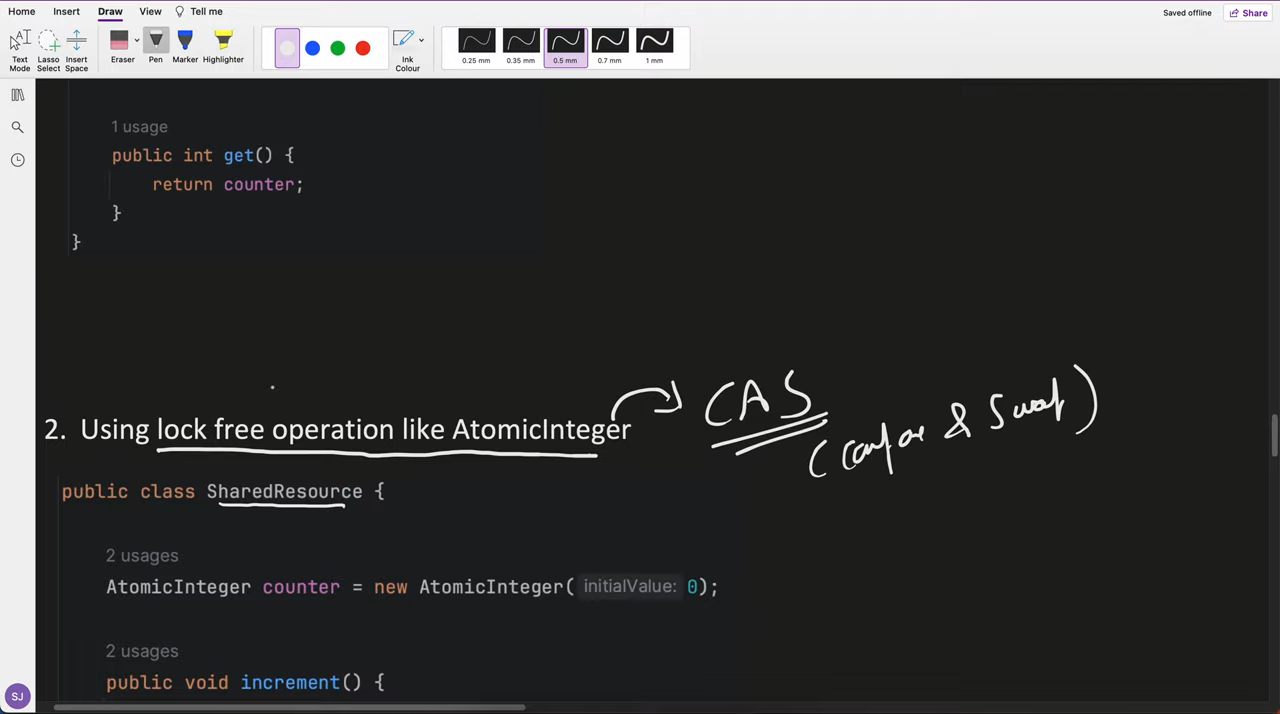 Home Insert Draw View Tell me Saved offline Share
Text Mode Lasso Select Insert Space Eraser Pen Marker Highlighter Ink Colour 0.25 mm 0.35 mm 0.5 mm 0.7 mm 1 mm
1 usage
public int get() {
return counter;
}
}
2. Using lock free operation like AtomicInteger
CAS
(Compare & Swap)
public class SharedResource {
2 usages
AtomicInteger counter = new AtomicInteger( initialValue: 0);
2 usages
public void increment() {
SJ